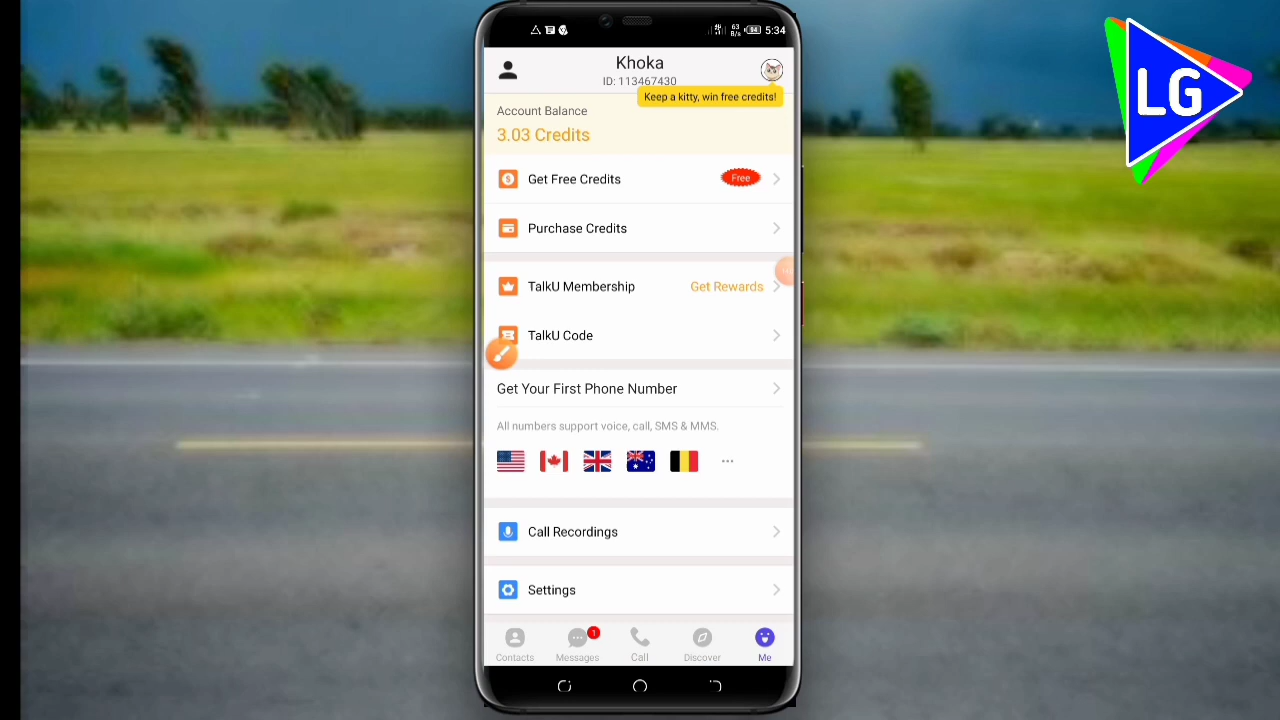 LG
63
B/s
94
5:34
Khoka
ID: 113467430
Keep a kitty, win free credits!
Account Balance
3.03 Credits
Get Free Credits
Free
Purchase Credits
TalkU Membership
Get Rewards
TalkU Code
Get Your First Phone Number
All numbers support voice, call, SMS & MMS.
...
Call Recordings
Settings
1
Contacts
Messages
Call
Discover
Me